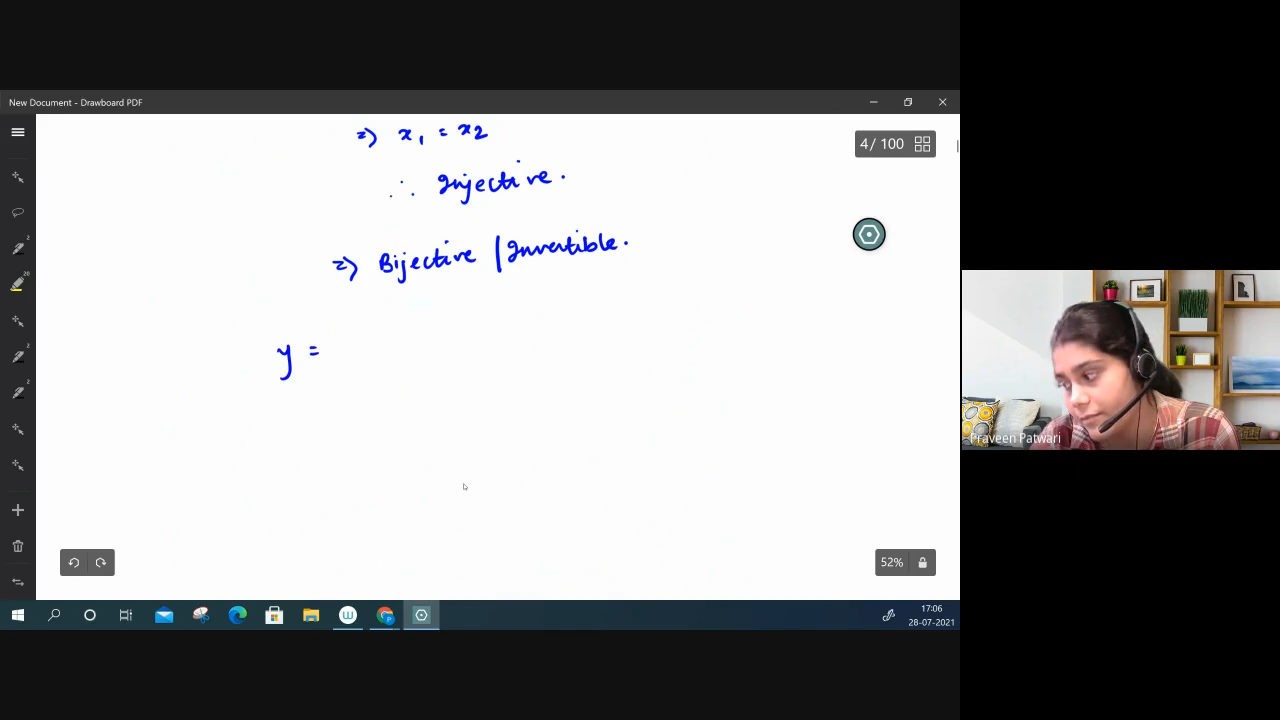 New Document - Drawboard PDF
⇒ x₁ = x₂
4 / 100
∴ Injective.
⇒ Bijective | Invertible.
y =
Praveen Patwari
52%
17:06
28-07-2021